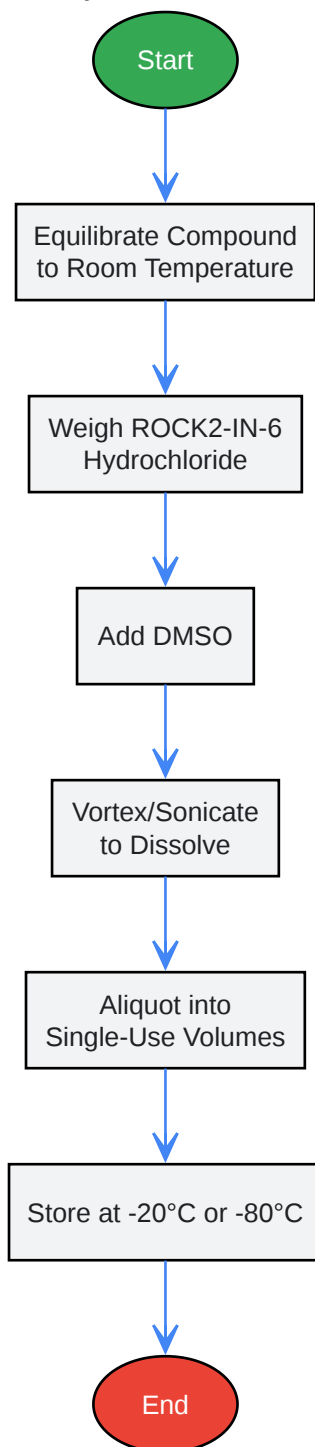 Start
Equilibrate Compound
to Room Temperature
Weigh ROCK2-IN-6
Hydrochloride
Add DMSO
Vortex/Sonicate
to Dissolve
Aliquot into
Single-Use Volumes
Store at -20°C or -80°C
End